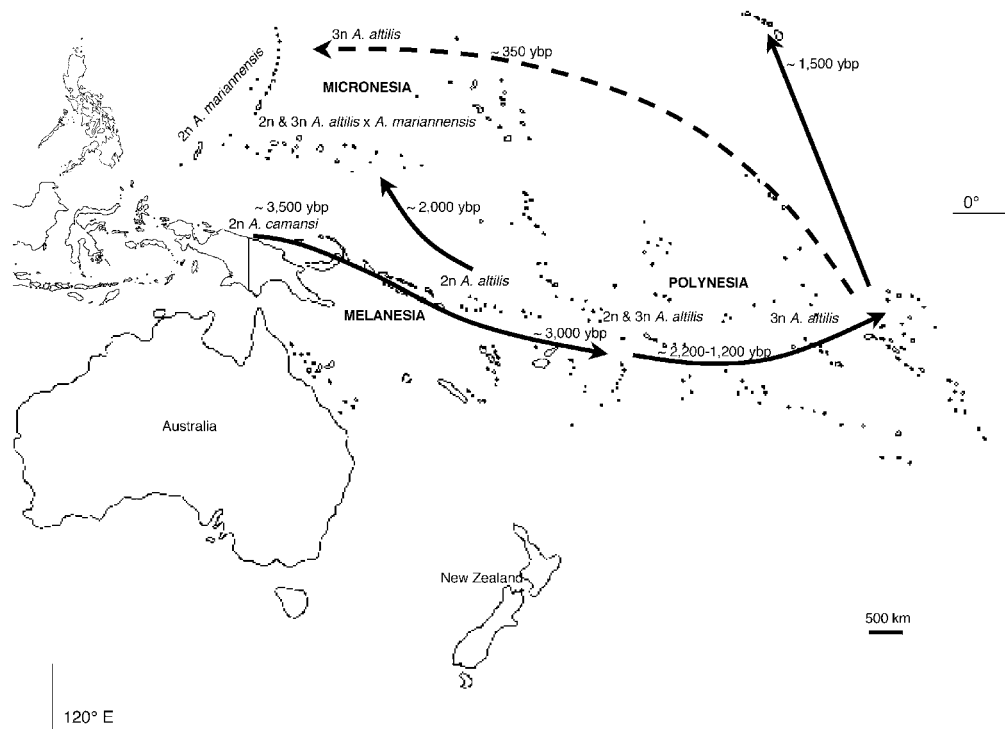 3n A. altilis
~ 350 ybp
~ 1,500 ybp
MICRONESIA
2n A. mariannensis
2n & 3n A. altilis x A. mariannensis
0°
~ 3,500 ybp
~ 2,000 ybp
2n A. camansi
2n A. altilis
POLYNESIA
MELANESIA
2n & 3n A. altilis
3n A. altilis
~ 3,000 ybp
~ 2,200-1,200 ybp
Australia
New Zealand
500 km
120° E